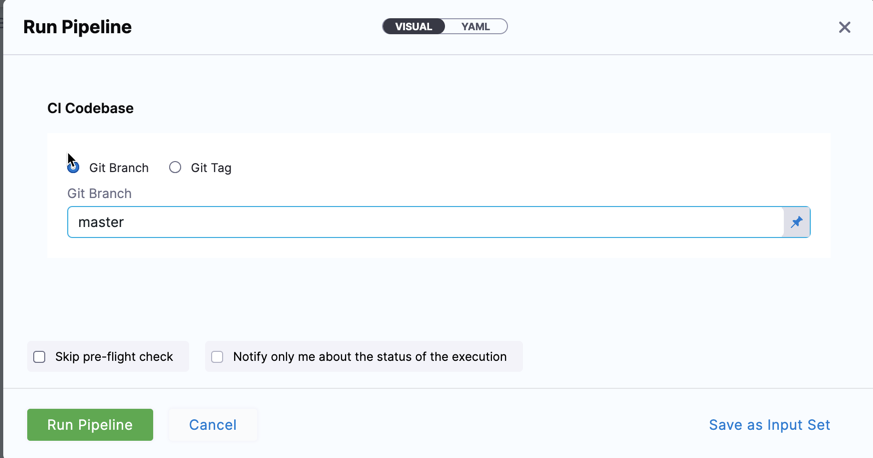 Run Pipeline
VISUAL YAML
CI Codebase
Git Branch Git Tag
Git Branch
master
Skip pre-flight check Notify only me about the status of the execution
Run Pipeline Cancel Save as Input Set